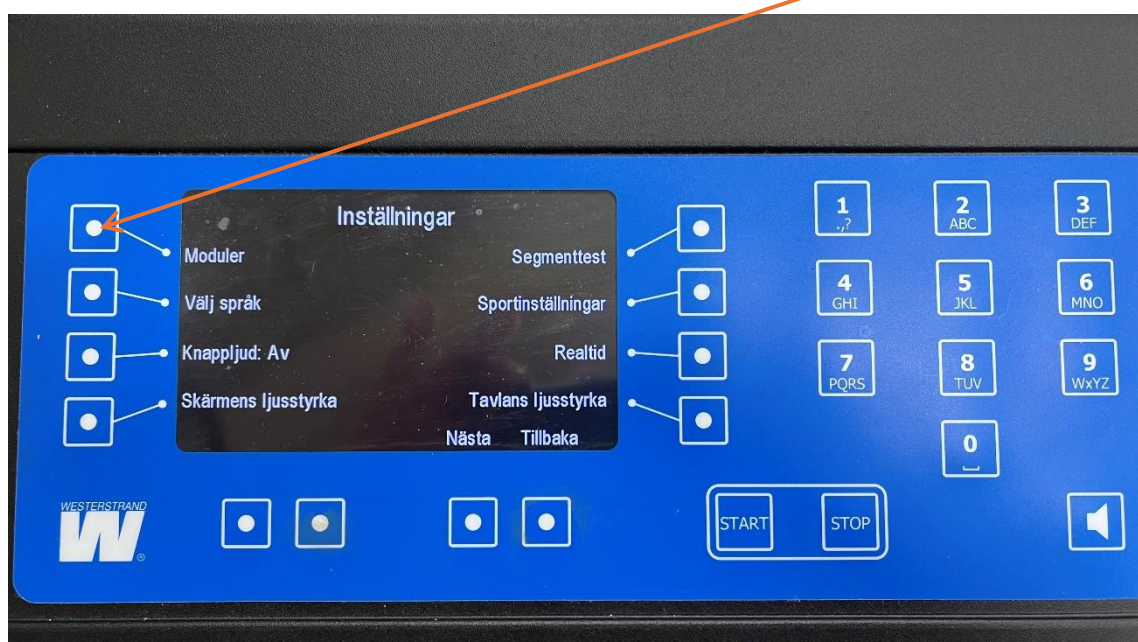 Inställningar
Moduler
Segmenttest
Välj språk
Sportinställningar
Knappljud: Av
Realtid
Skärmens ljusstyrka
Tavlans ljusstyrka
Nästa Tillbaka
1
.,?
2
ABC
3
DEF
4
GHI
5
JKL
6
MNO
7
PQRS
8
TUV
9
WxYZ
0
WESTERSTRAND
W
START
STOP